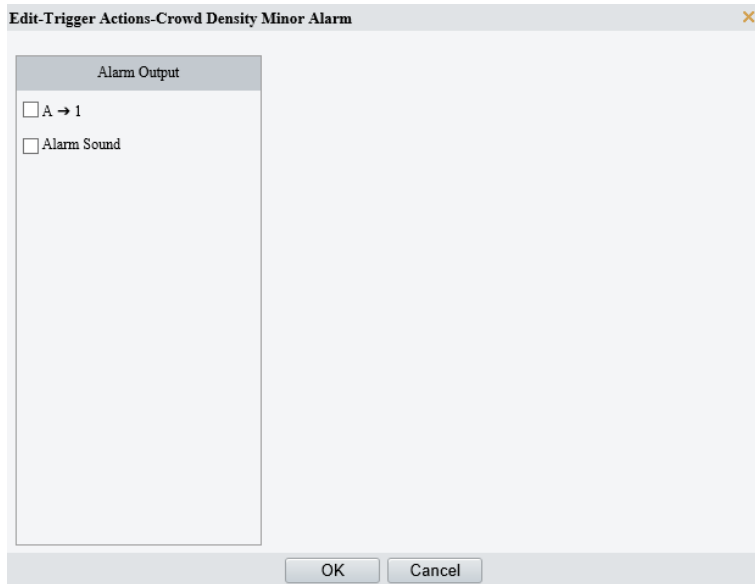 Edit-Trigger Actions-Crowd Density Minor Alarm
Alarm Output
A ➔ 1
Alarm Sound
OK Cancel